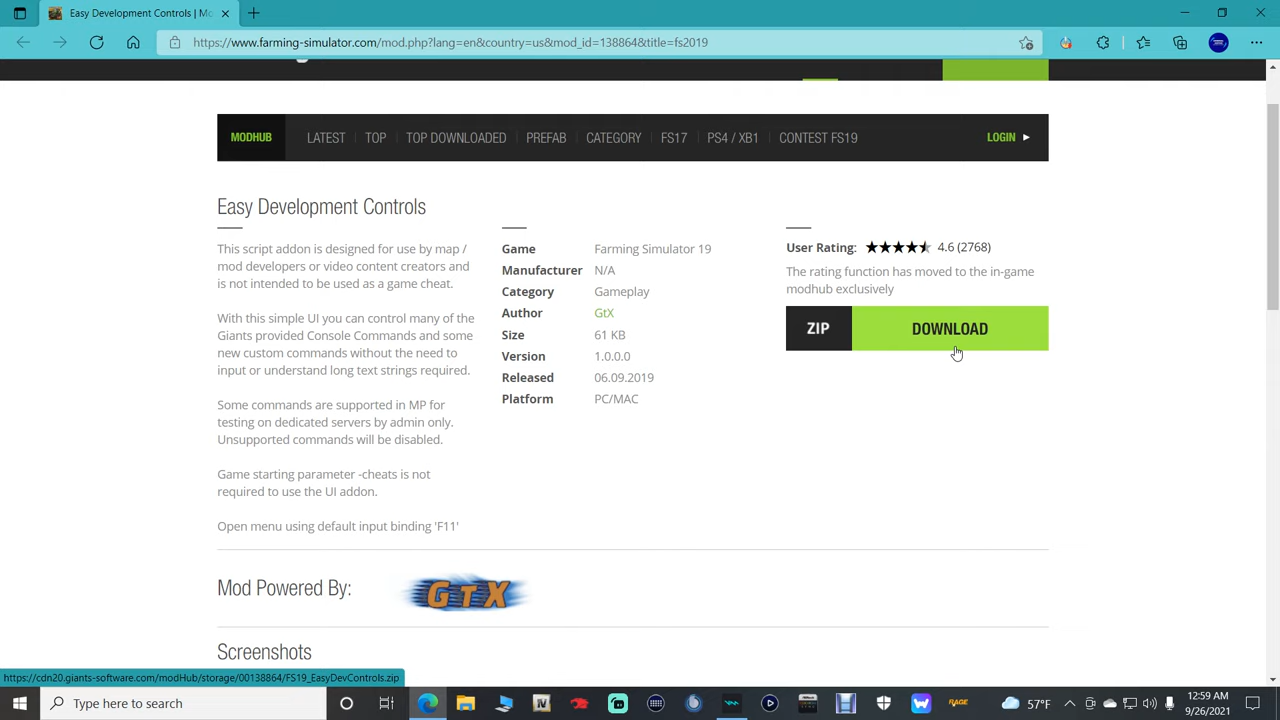 Easy Development Controls | Mo
https://www.farming-simulator.com/mod.php?lang=en&country=us&mod_id=138864&title=fs2019
MODHUB LATEST TOP TOP DOWNLOADED PREFAB CATEGORY FS17 PS4 / XB1 CONTEST FS19 LOGIN
Easy Development Controls
This script addon is designed for use by map /
mod developers or video content creators and
is not intended to be used as a game cheat.
With this simple UI you can control many of the
Giants provided Console Commands and some
new custom commands without the need to
input or understand long text strings required.
Some commands are supported in MP for
testing on dedicated servers by admin only.
Unsupported commands will be disabled.
Game starting parameter -cheats is not
required to use the UI addon.
Open menu using default input binding 'F11'
Game Farming Simulator 19
Manufacturer N/A
Category Gameplay
Author GtX
Size 61 KB
Version 1.0.0.0
Released 06.09.2019
Platform PC/MAC
User Rating: 4.6 (2768)
The rating function has moved to the in-game
modhub exclusively
ZIP DOWNLOAD
Mod Powered By: GTX
Screenshots
https://cdn20.giants-software.com/modHub/storage/00138864/FS19_EasyDevControls.zip
Type here to search
RAGE
57°F
12:59 AM
9/26/2021